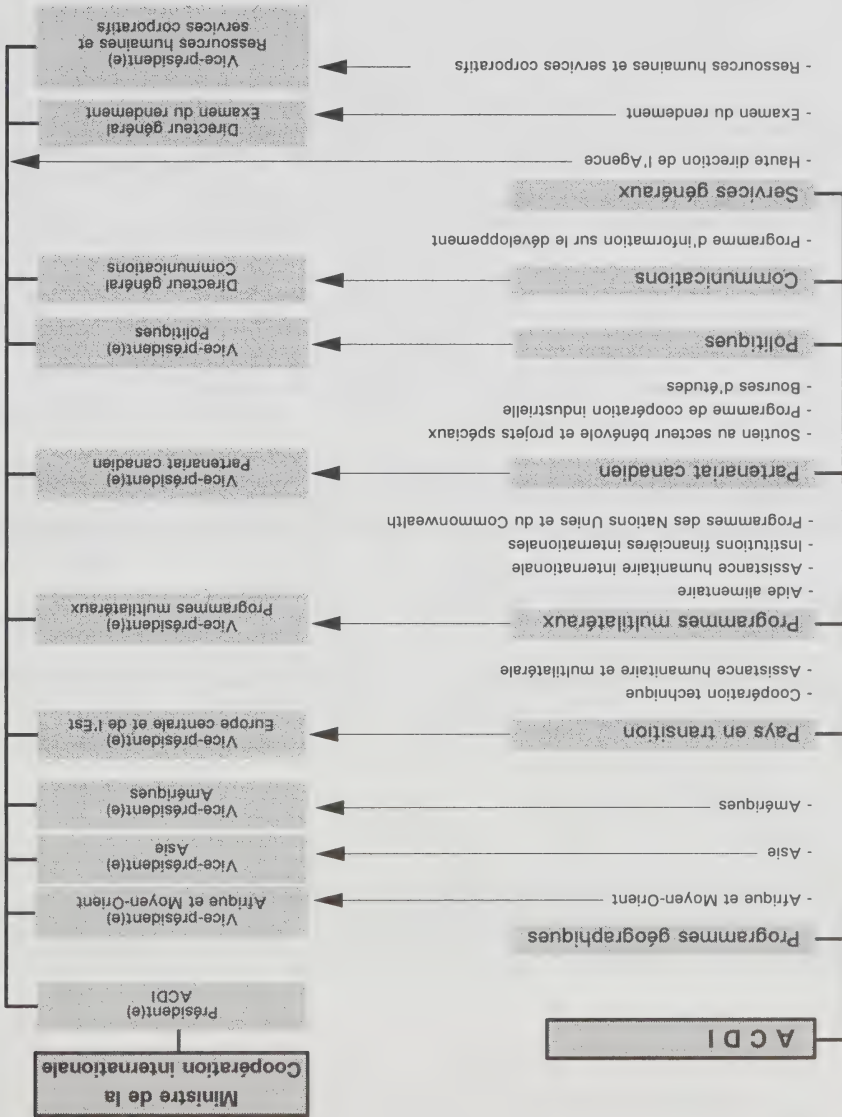 ACDI
Ministre de la
Coopération internationale
Président(e)
ACDI
Programmes géographiques
- Afrique et Moyen-Orient
Vice-président(e)
Afrique et Moyen-Orient
- Asie
Vice-président(e)
Asie
- Amériques
Vice-président(e)
Amériques
Pays en transition
Vice-président(e)
Europe centrale et de l'Est
- Coopération technique
- Assistance humanitaire et multilatérale
Programmes multilatéraux
Vice-président(e)
Programmes multilatéraux
- Aide alimentaire
- Assistance humanitaire internationale
- Institutions financières internationales
- Programmes des Nations Unies et du Commonwealth
Partenariat canadien
Vice-président(e)
Partenariat canadien
- Soutien au secteur bénévole et projets spéciaux
- Programme de coopération industrielle
- Bourses d'études
Politiques
Vice-président(e)
Politiques
Communications
Directeur général
Communications
- Programme d'information sur le développement
Services généraux
- Haute direction de l'Agence
- Examen du rendement
Directeur général
Examen du rendement
- Ressources humaines et services corporatifs
Vice-président(e)
Ressources humaines et
services corporatifs